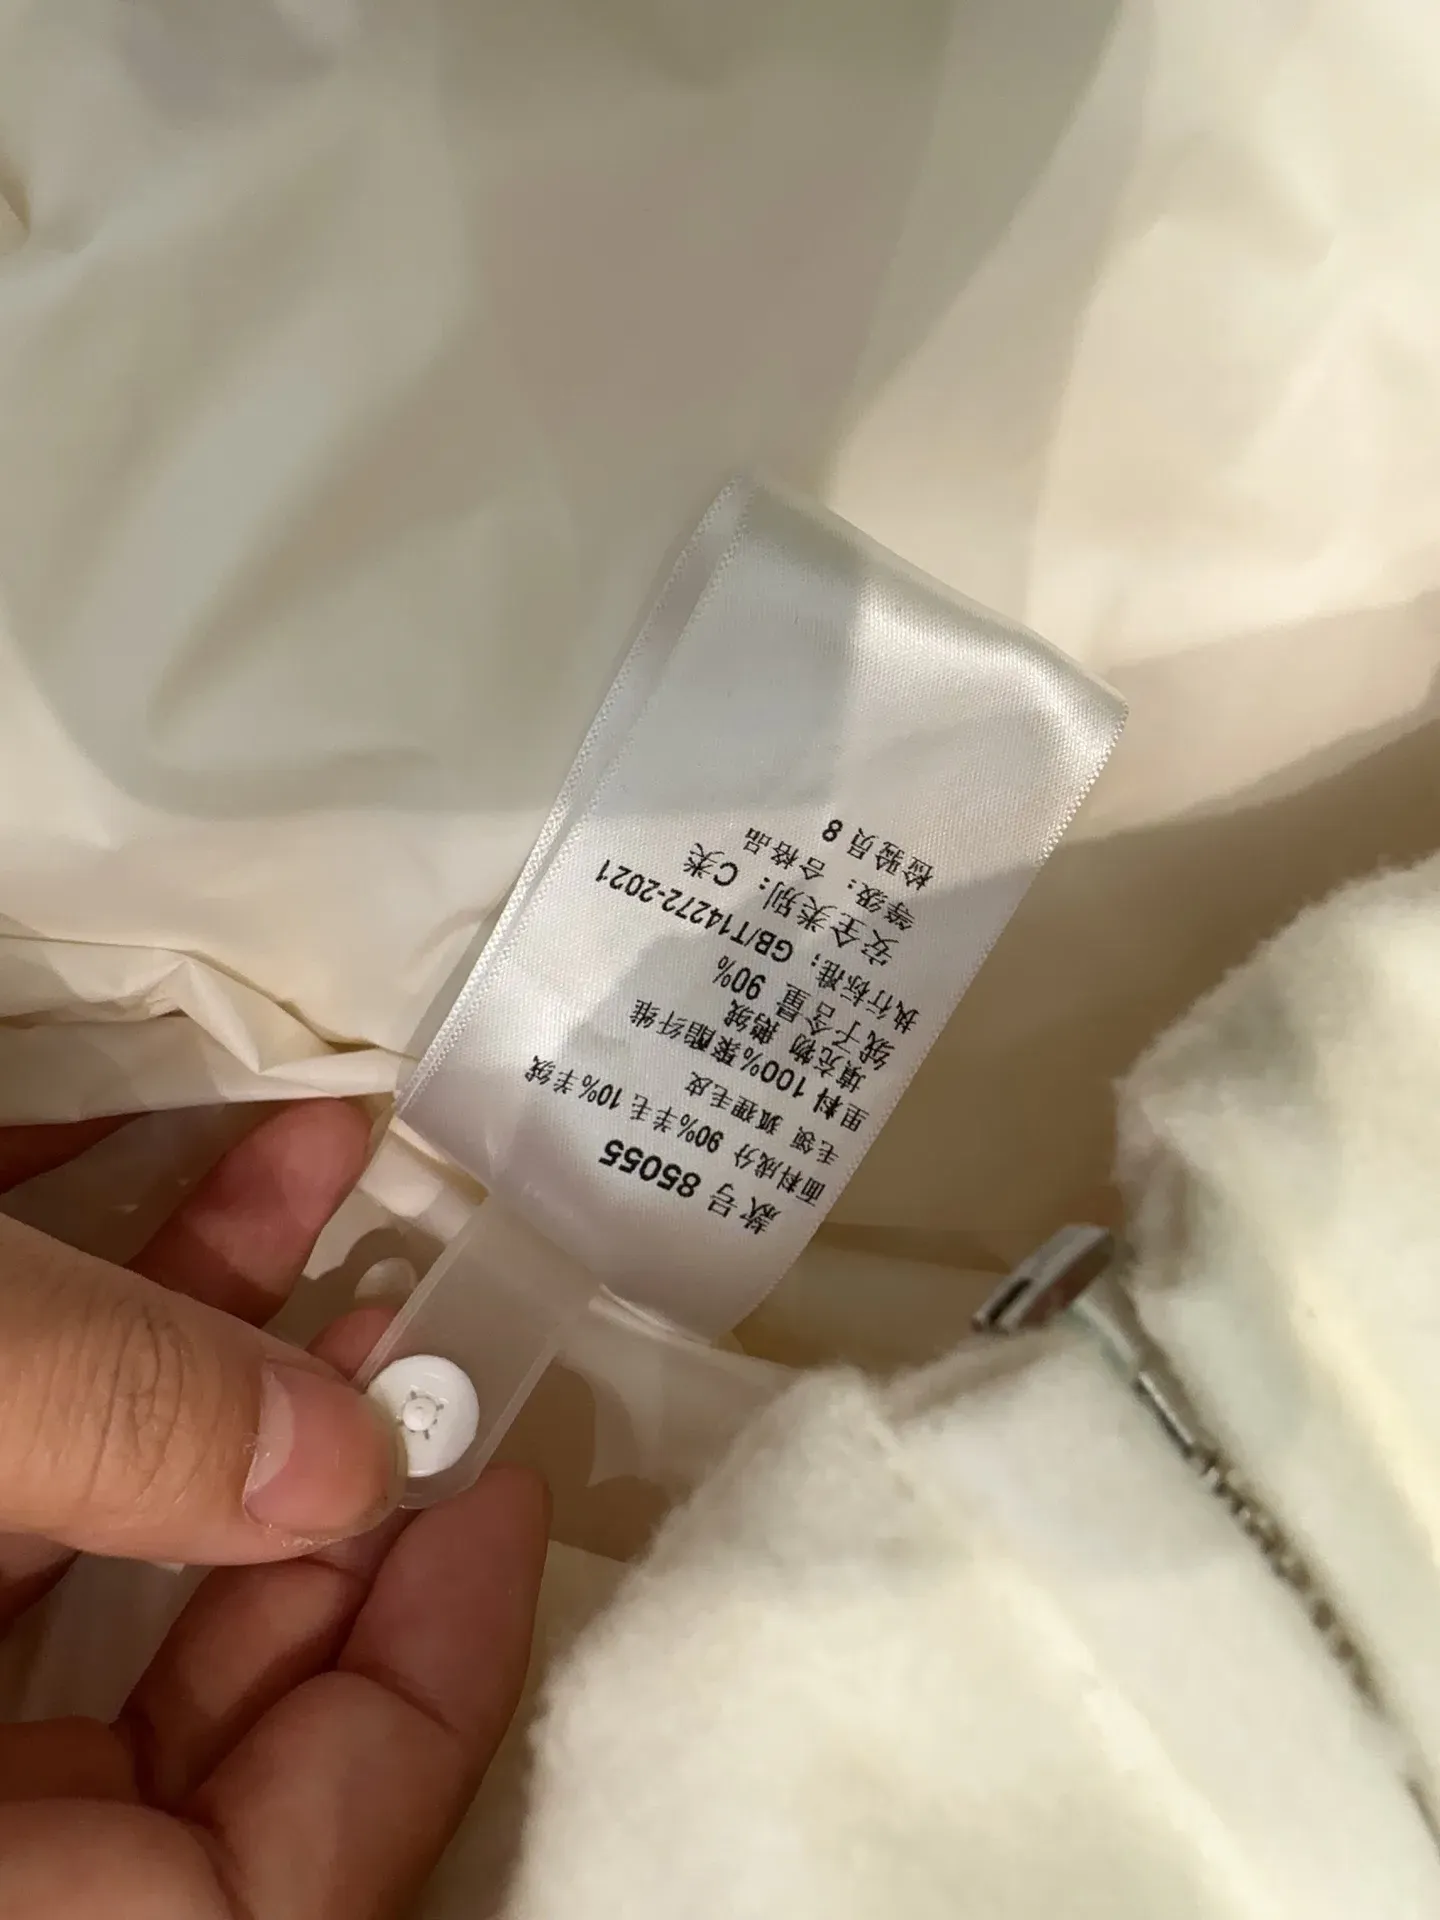 款号 85055
面料成分 90%羊毛 10%羊绒
毛领 狐狸毛皮
里料 100%聚酯纤维
填充物 鹅绒
绒子含量 90%
执行标准：GB/T14272-2021
安全类别：C类
等级：合格品
检验员 8